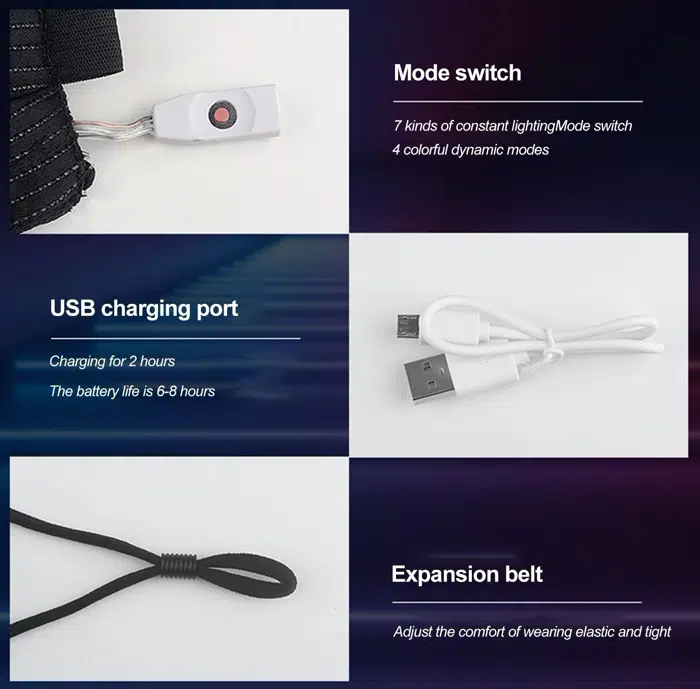 Mode switch
7 kinds of constant lightingMode switch
4 colorful dynamic modes
USB charging port
Charging for 2 hours
The battery life is 6-8 hours
Expansion belt
Adjust the comfort of wearing elastic and tight